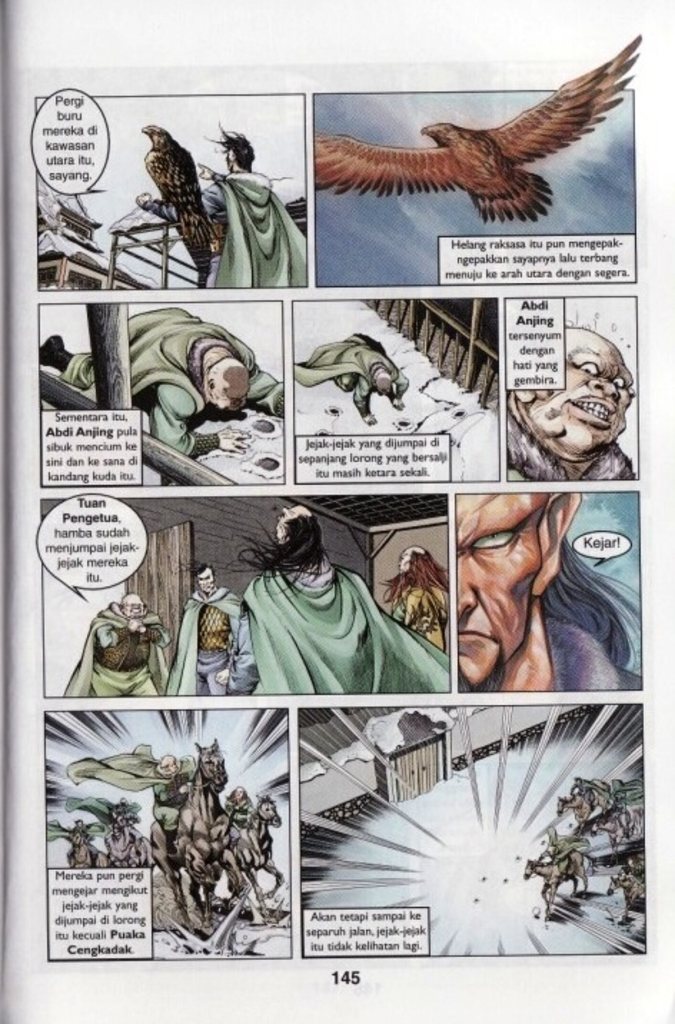 Pergi
buru
mereka di
kawasan
utara itu,
sayang.
Helang raksasa itu pun mengepak-
ngepakkan sayapnya lalu terbang
menuju ke arah utara dengan segera.
Sementara itu,
Abdi Anjing pula
sibuk mencium ke
sini dan ke sana di
kandang kuda itu.
Jejak-jejak yang dijumpai di
sepanjang lorong yang bersalji
itu masih ketara sekali.
Abdi
Anjing
tersenyum
dengan
hati yang
gembira.
Tuan
Pengetua,
hamba sudah
menjumpai jejak-
jejak mereka
itu.
Kejar!
Mereka pun pergi
mengejar mengikut
jejak-jejak yang
dijumpai di lorong
itu kecuali Puaka
Cengkadak.
Akan tetapi sampai ke
separuh jalan, jejak-jejak
itu tidak kelihatan lagi.
145